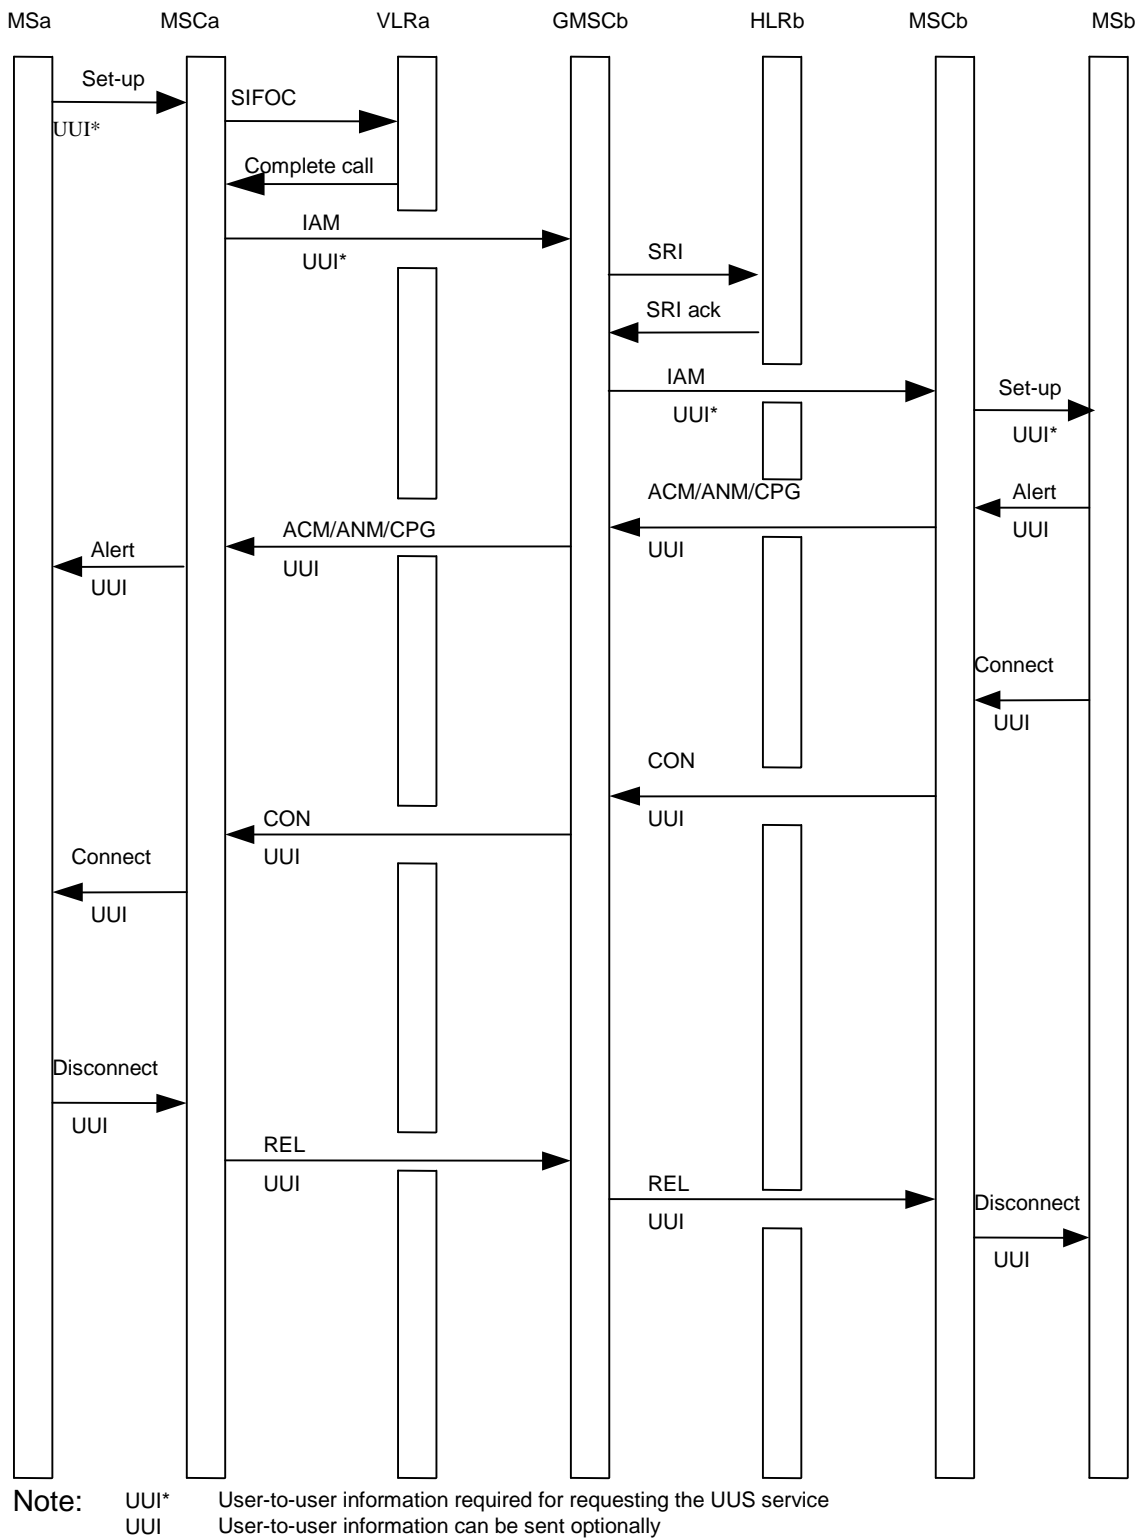 MSa MSCa VLRa GMSCb HLRb MSCb MSb
Set-up
SIFOC
UUI*
Complete call
IAM
UUI*
SRI
SRI ack
IAM
UUI*
Set-up
UUI*
Alert
UUI
ACM/ANM/CPG
UUI
ACM/ANM/CPG
UUI
Alert
UUI
Connect
UUI
CON
UUI
CON
UUI
Connect
UUI
Disconnect
UUI
REL
UUI
REL
UUI
Disconnect
UUI
Note: UUI* User-to-user information required for requesting the UUS service
UUI User-to-user information can be sent optionally